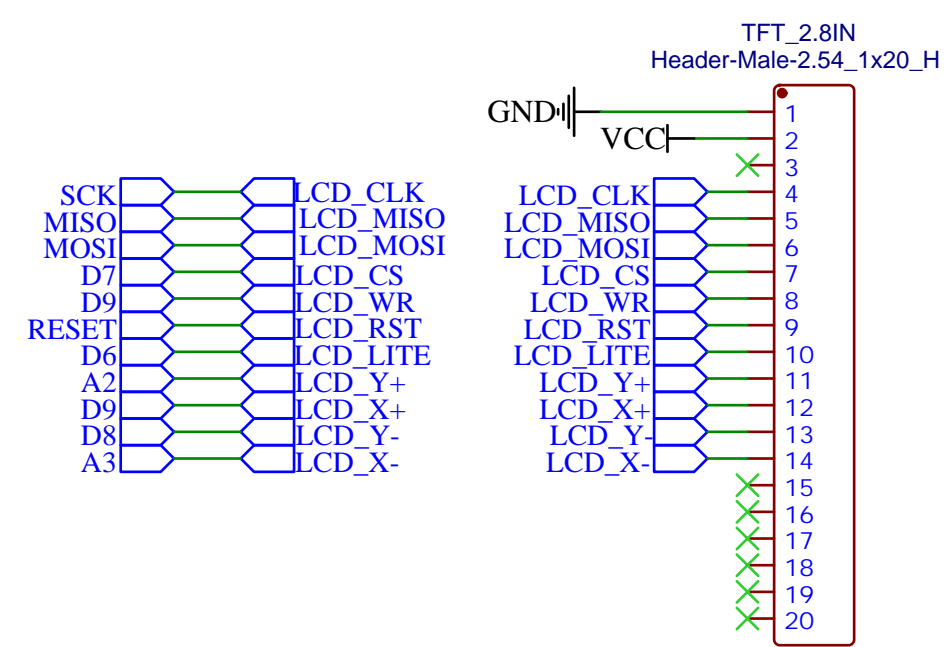 TFT_2.8IN
Header-Male-2.54_1x20_H
GND
1
VCC
2
3
SCK LCD_CLK LCD_CLK 4
MISO LCD_MISO LCD_MISO 5
MOSI LCD_MOSI LCD_MOSI 6
D7 LCD_CS LCD_CS 7
D9 LCD_WR LCD_WR 8
RESET LCD_RST LCD_RST 9
D6 LCD_LITE LCD_LITE 10
A2 LCD_Y+ LCD_Y+ 11
D9 LCD_X+ LCD_X+ 12
D8 LCD_Y- LCD_Y- 13
A3 LCD_X- LCD_X- 14
15
16
17
18
19
20